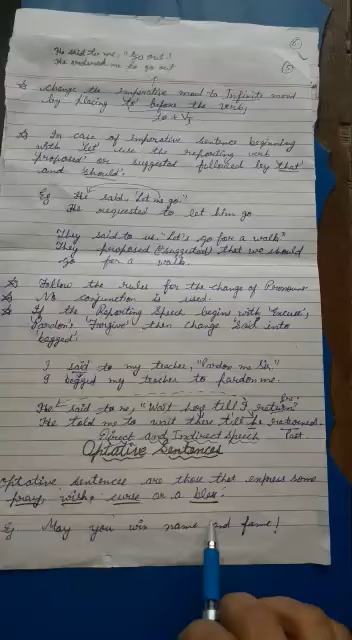 6
He said to me, "Go out!
He ordered me to go out
5
change the imperative mood to Infinite mood
by placing 'to' before the verb,
to + V1
In case of imperative sentence beginning
with 'Let' use the reporting verb
'proposed' or suggested followed by 'that'
and 'should'.
Eg He said 'Let me go."
He requested to let him go
They said to us "Let's go for a walk"
They proposed (suggested) that we should
go for a walk.
Follow the rules for the change of Pronouns
No conjunction is used.
If the Reporting Speech begin with 'Excuse',
Pardon's 'Forgive' then change said into
'begged'.
I said to my teacher, "Pardon me Sir."
I begged my teacher to pardon me.
He said to me, "Wait here till I return"
He told me to wait there till he returned.
Past.
Direct and Indirect Speech
Optative Sentences
Optative sentences are those that express some
pray, wish, curse or a bless.
Eg May you win name and fame!